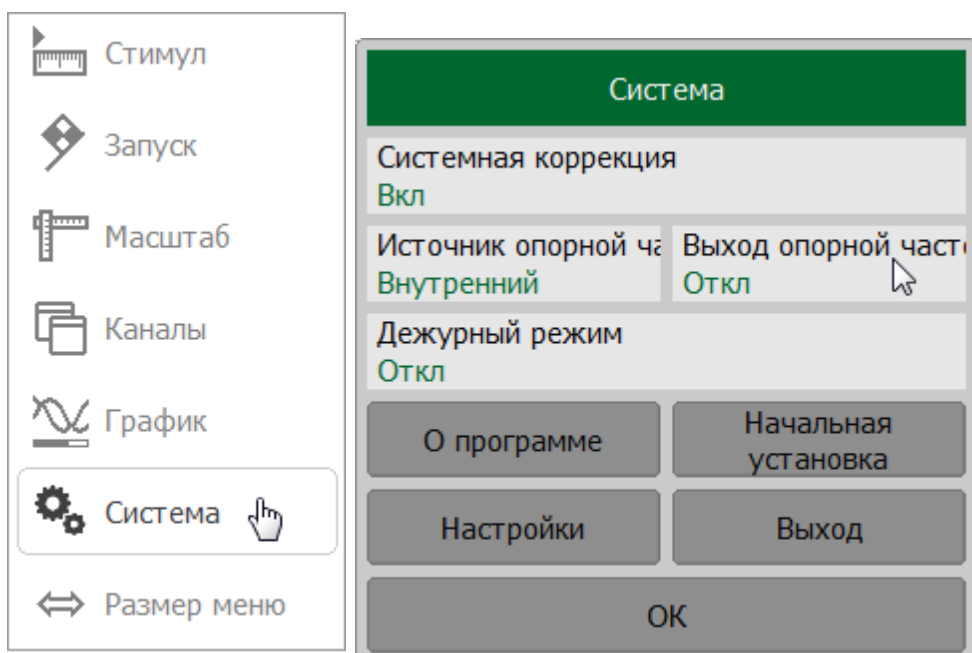 Стимул
Запуск
Масштаб
Каналы
График
Система
Размер меню
Система
Системная коррекция
Вкл
Источник опорной ча
Внутренний
Выход опорной част
Откл
Дежурный режим
Откл
О программе
Начальная
установка
Настройки
Выход
ОК